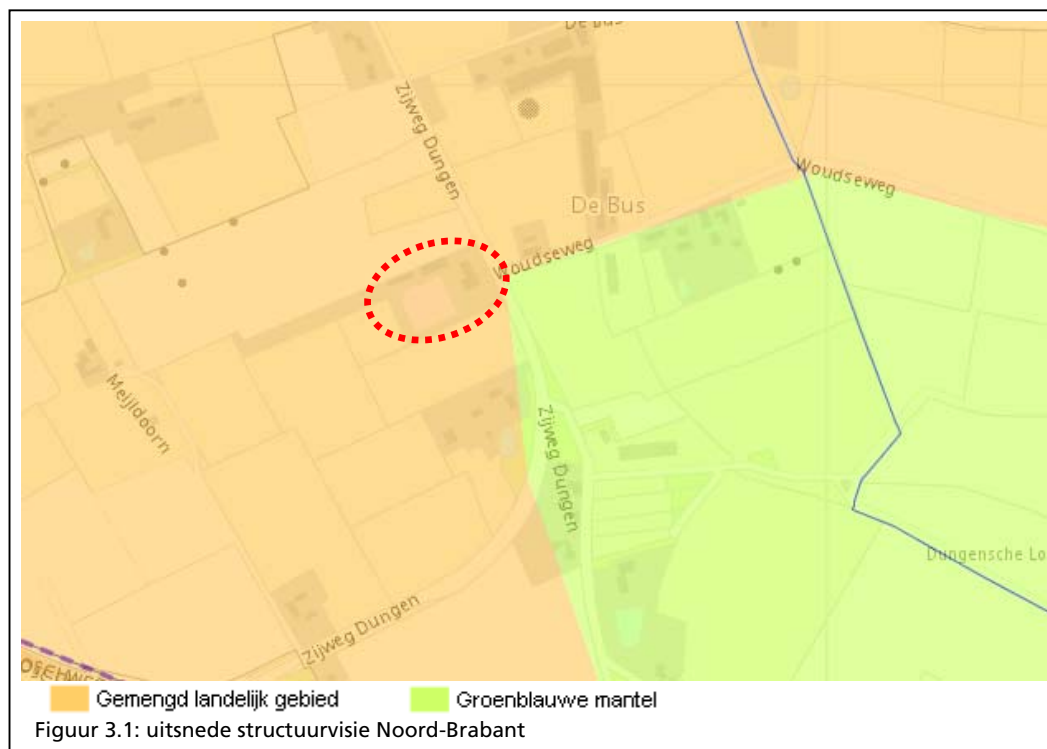 De Bus
Zijweg Dungen
Woudseweg
De Bus
Woudseweg
Meijldoorn
Zijweg Dungen
Dungensche Lo
Zijweg Dungen
Gemengd landelijk gebied
Groenblauwe mantel
Figuur 3.1: uitsnede structuurvisie Noord-Brabant